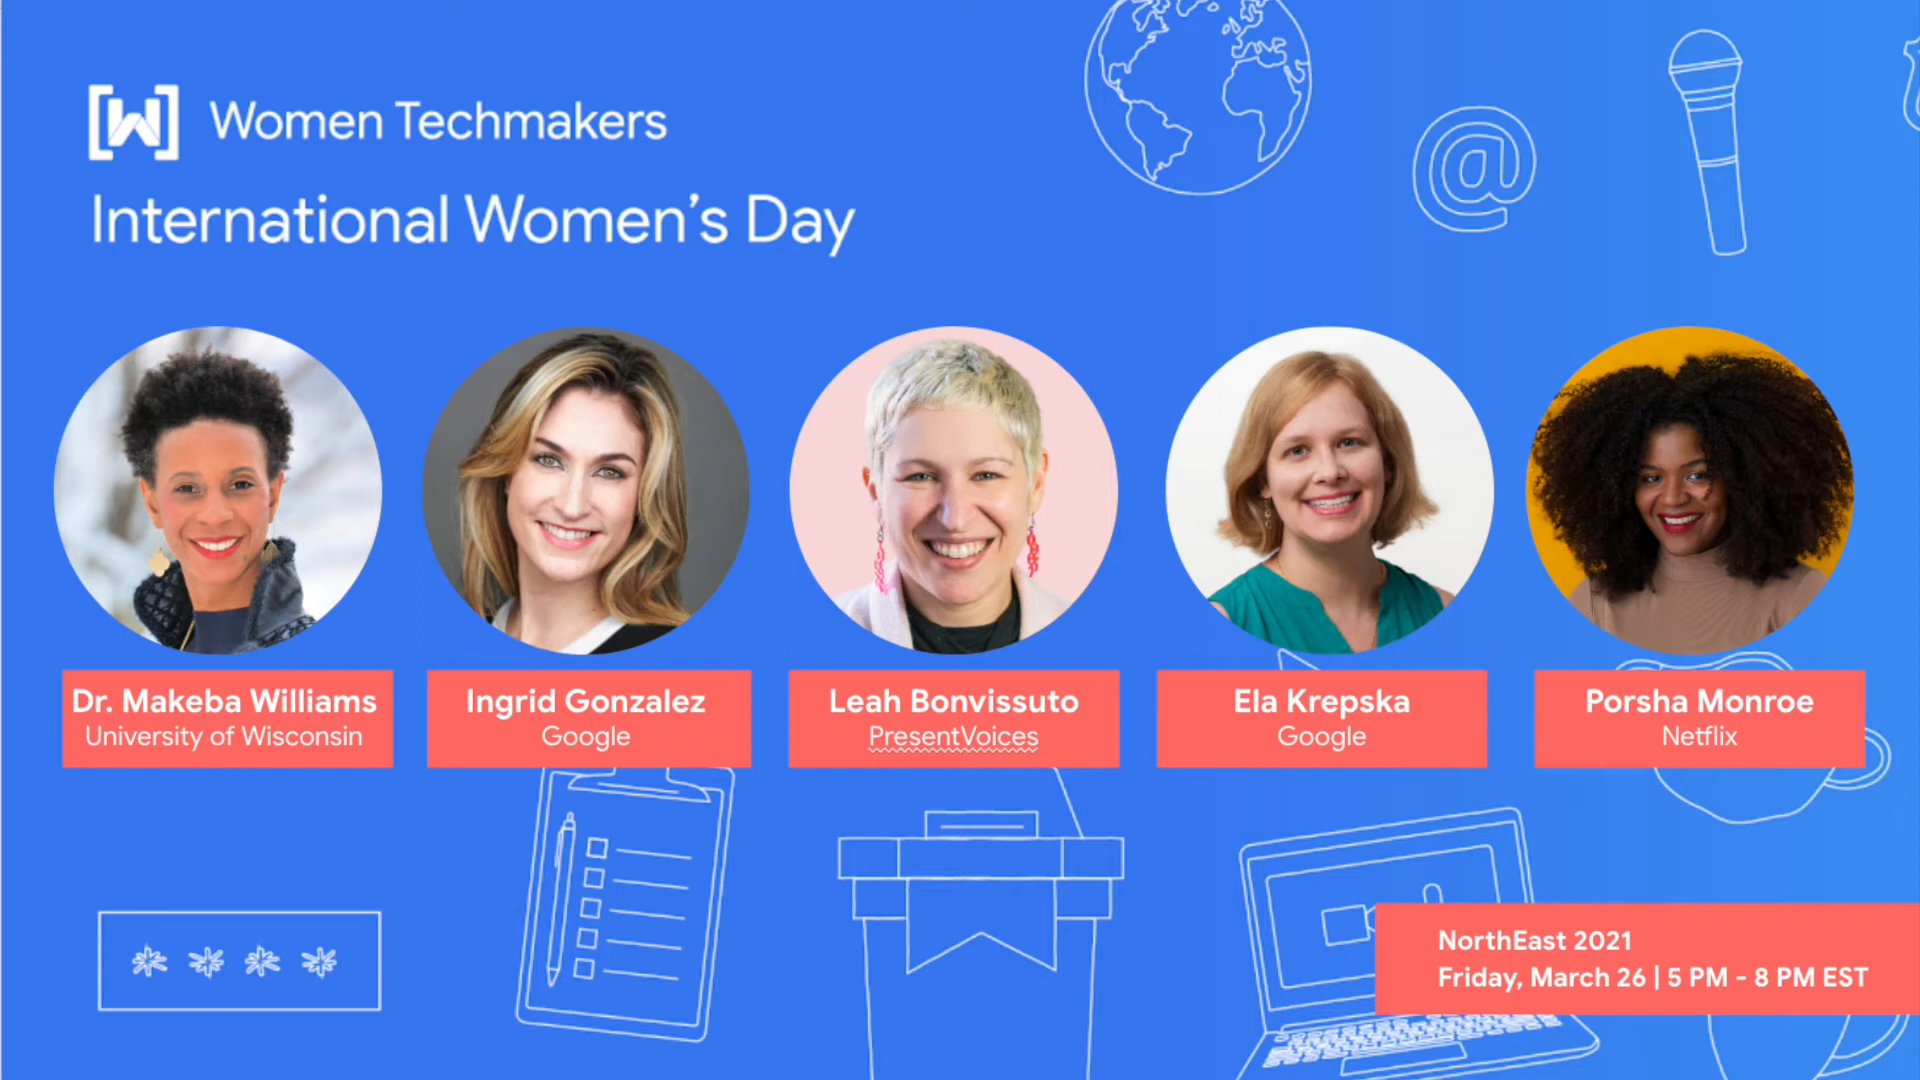 [W] Women Techmakers
International Women's Day
Dr. Makeba Williams
University of Wisconsin
Ingrid Gonzalez
Google
Leah Bonvissuto
PresentVoices
Ela Krepska
Google
Porsha Monroe
Netflix
@
* * * *
NorthEast 2021
Friday, March 26 | 5 PM - 8 PM EST